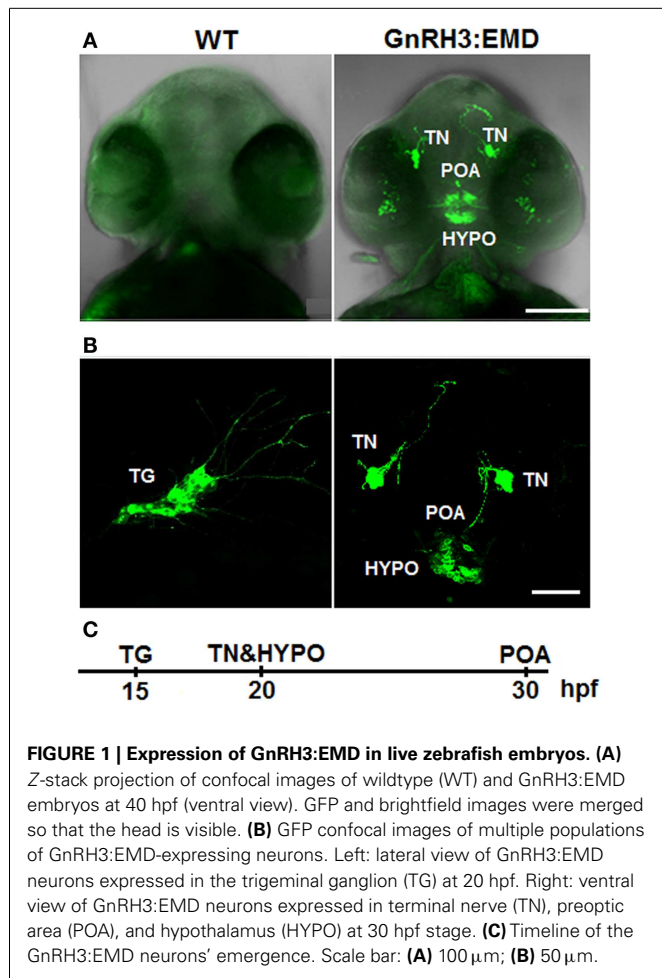 A
WT
GnRH3:EMD
TN
TN
POA
HYPO
B
TG
TN
TN
POA
HYPO
C
TG TN&HYPO POA
15 20 30 hpf
FIGURE 1 | Expression of GnRH3:EMD in live zebrafish embryos. (A)
Z-stack projection of confocal images of wildtype (WT) and GnRH3:EMD
embryos at 40 hpf (ventral view). GFP and brightfield images were merged
so that the head is visible. (B) GFP confocal images of multiple populations
of GnRH3:EMD-expressing neurons. Left: lateral view of GnRH3:EMD
neurons expressed in the trigeminal ganglion (TG) at 20 hpf. Right: ventral
view of GnRH3:EMD neurons expressed in terminal nerve (TN), preoptic
area (POA), and hypothalamus (HYPO) at 30 hpf stage. (C) Timeline of the
GnRH3:EMD neurons' emergence. Scale bar: (A) 100 μm; (B) 50 μm.